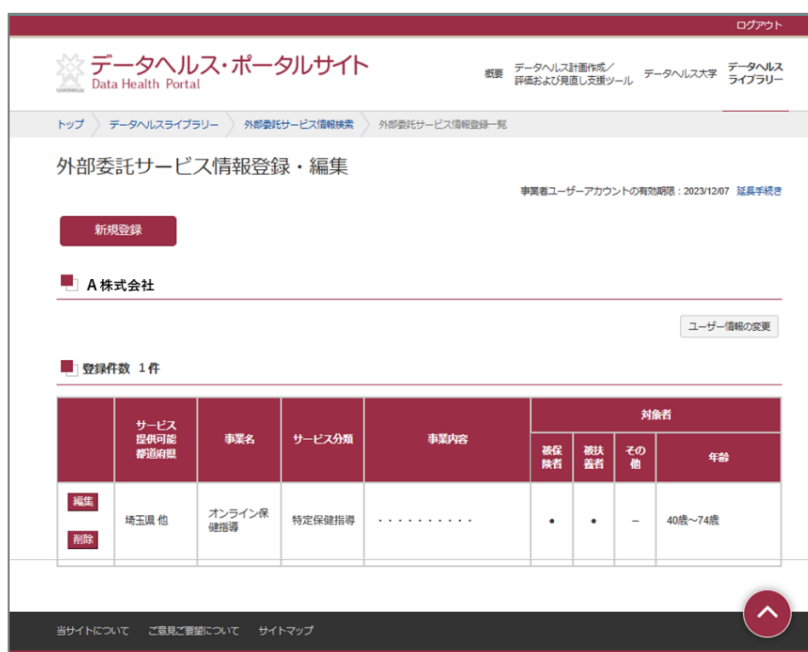 ログアウト
データヘルス・ポータルサイト
Data Health Portal
概要
データヘルス計画作成／
評価および見直し支援ツール
データヘルス大学
データヘルス
ライブラリー
トップ
データヘルスライブラリー
外部委託サービス情報検索
外部委託サービス情報登録一覧
外部委託サービス情報登録・編集
事業者ユーザーアカウントの有効期限：2023/12/07 延長手続き
新規登録
A 株式会社
ユーザー情報の変更
登録件数 1 件
サービス
提供可能
都道府県
事業名
サービス分類
事業内容
対象者
被保
険者
被扶
養者
その
他
年齢
編集
削除
埼玉県 他
オンライン保
健指導
特定保健指導
・・・・・・・・・・
●
●
－
40歳～74歳
当サイトについて
ご意見ご要望について
サイトマップ